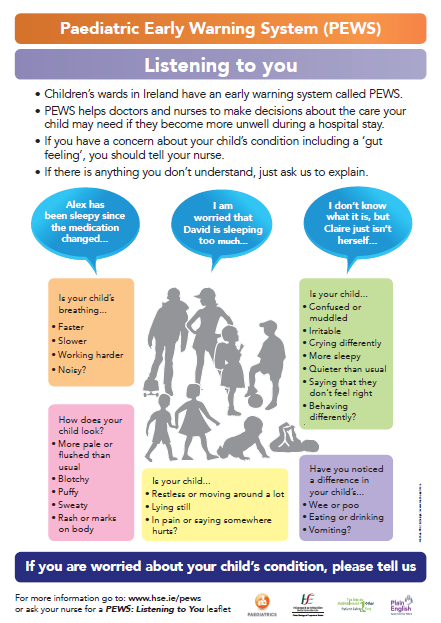 Paediatric Early Warning System (PEWS)
Listening to you
• Children's wards in Ireland have an early warning system called PEWS.
• PEWS helps doctors and nurses to make decisions about the care your
child may need if they become more unwell during a hospital stay.
• If you have a concern about your child's condition including a 'gut
feeling', you should tell your nurse.
• If there is anything you don't understand, just ask us to explain.
Alex has
been sleepy since
the medication
changed...
I am
worried that
David is sleeping
too much...
I don't know
what it is, but
Claire just isn't
herself...
Is your child's
breathing...
• Faster
• Slower
• Working harder
• Noisy?
Is your child...
• Confused or
muddled
• Irritable
• Crying differently
• More sleepy
• Quieter than usual
• Saying that they
don't feel right
• Behaving
differently?
How does your
child look?
• More pale or
flushed than
usual
• Blotchy
• Puffy
• Sweaty
• Rash or marks
on body
Is your child...
• Restless or moving around a lot
• Lying still
• In pain or saying somewhere
hurts?
Have you noticed
a difference in
your child's...
• Wee or poo
• Eating or drinking
• Vomiting?
If you are worried about your child's condition, please tell us
For more information go to: www.hse.ie/pews
or ask your nurse for a PEWS: Listening to You leaflet
PAEDIATRICS
Plain
English